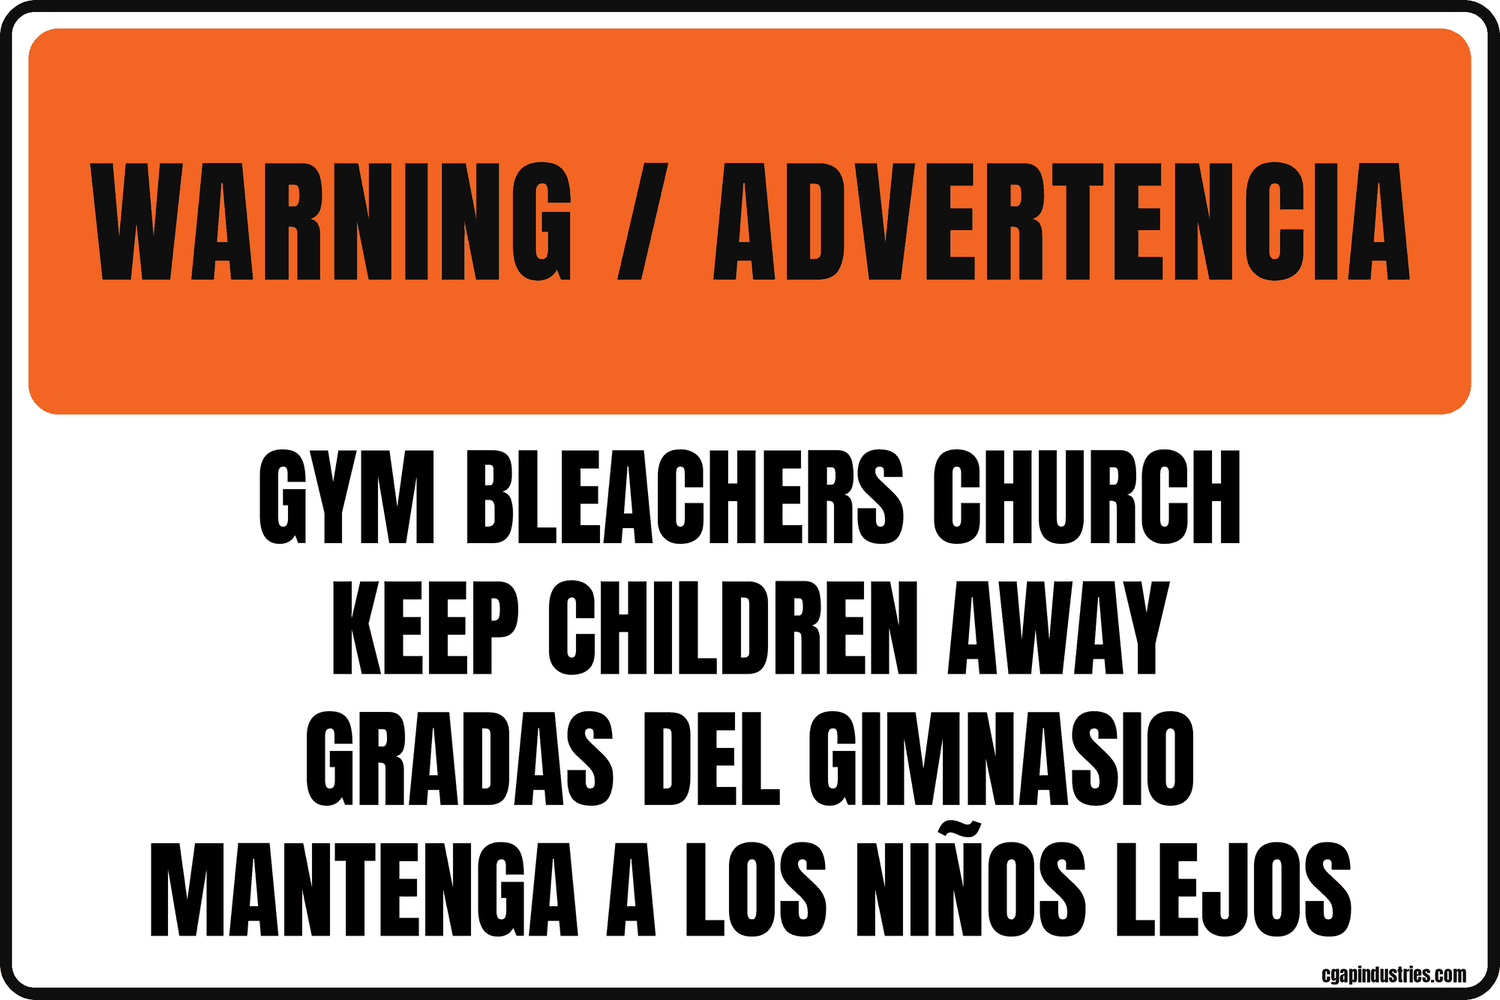 WARNING / ADVERTENCIA
GYM BLEACHERS CHURCH
KEEP CHILDREN AWAY
GRADAS DEL GIMNASIO
MANTENGA A LOS NIÑOS LEJOS
cgapindustries.com